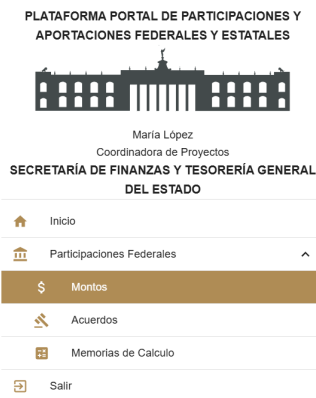 PLATAFORMA PORTAL DE PARTICIPACIONES Y
APORTACIONES FEDERALES Y ESTATALES
María López
Coordinadora de Proyectos
SECRETARÍA DE FINANZAS Y TESORERÍA GENERAL
DEL ESTADO
Inicio
Participaciones Federales
$ Montos
Acuerdos
Memorias de Calculo
Salir